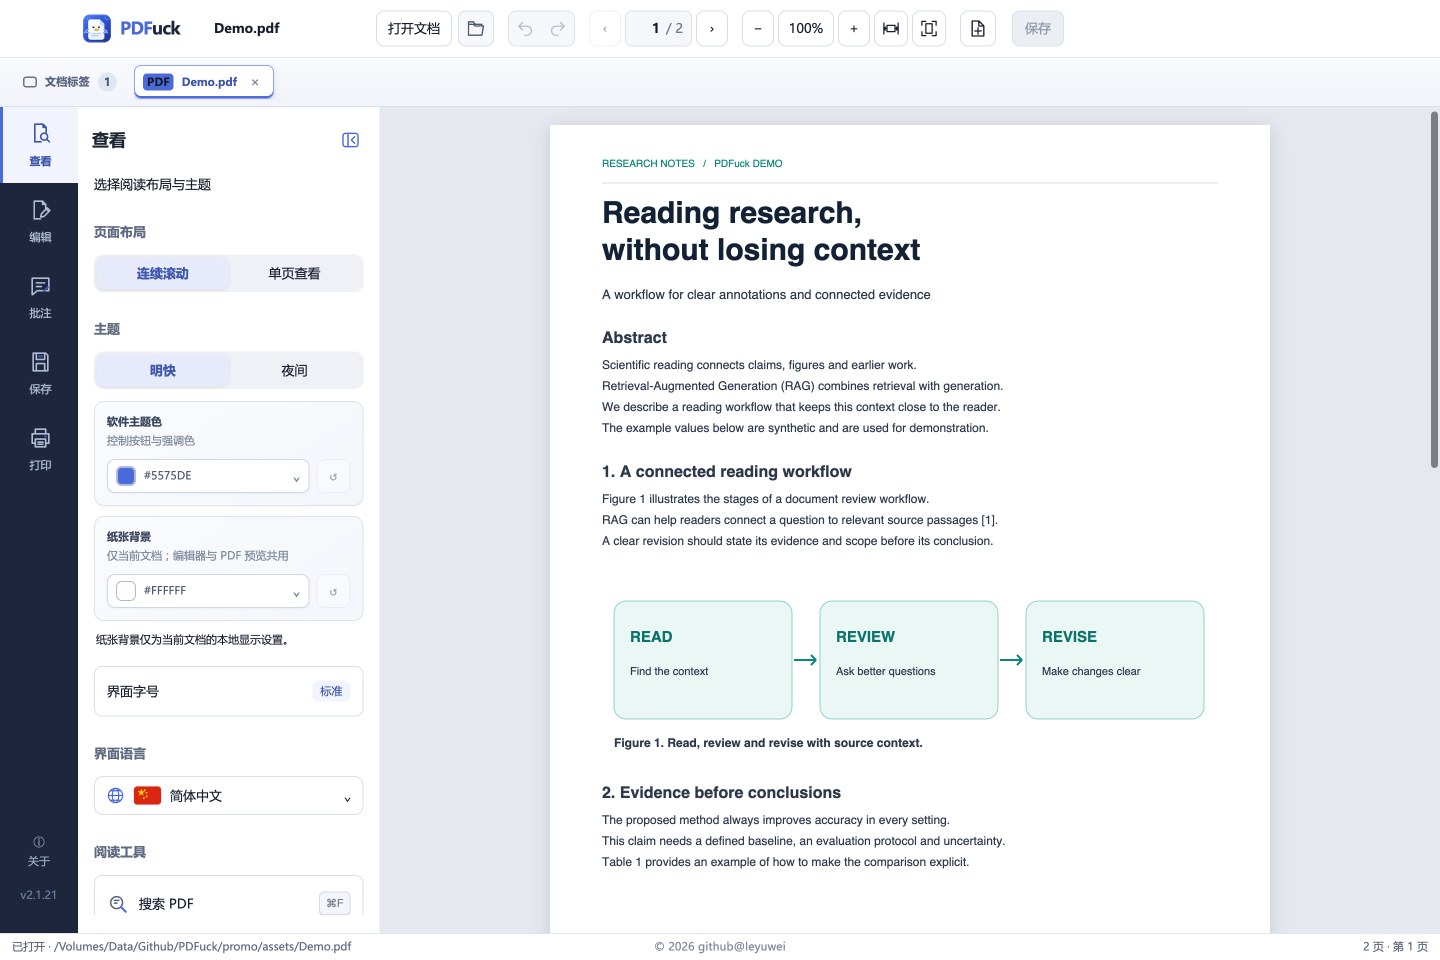 PDFuck
Demo.pdf
打开文档
1 / 2
100%
保存
文档标签 1
PDF Demo.pdf ×
查看
编辑
批注
保存
打印
关于
v2.1.21
查看
选择阅读布局与主题
页面布局
连续滚动 单页查看
主题
明快 夜间
软件主题色
控制按钮与强调色
#5575DE
纸张背景
仅当前文档；编辑器与 PDF 预览共用
#FFFFFF
纸张背景仅为当前文档的本地显示设置。
界面字号 标准
界面语言
简体中文
阅读工具
搜索 PDF ⌘F
RESEARCH NOTES / PDFuck DEMO
Reading research,
without losing context
A workflow for clear annotations and connected evidence
Abstract
Scientific reading connects claims, figures and earlier work.
Retrieval-Augmented Generation (RAG) combines retrieval with generation.
We describe a reading workflow that keeps this context close to the reader.
The example values below are synthetic and are used for demonstration.
1. A connected reading workflow
Figure 1 illustrates the stages of a document review workflow.
RAG can help readers connect a question to relevant source passages [1].
A clear revision should state its evidence and scope before its conclusion.
READ
Find the context
REVIEW
Ask better questions
REVISE
Make changes clear
Figure 1. Read, review and revise with source context.
2. Evidence before conclusions
The proposed method always improves accuracy in every setting.
This claim needs a defined baseline, an evaluation protocol and uncertainty.
Table 1 provides an example of how to make the comparison explicit.
已打开 · /Volumes/Data/Github/PDFuck/promo/assets/Demo.pdf
© 2026 github@leyuwei
2 页 · 第 1 页